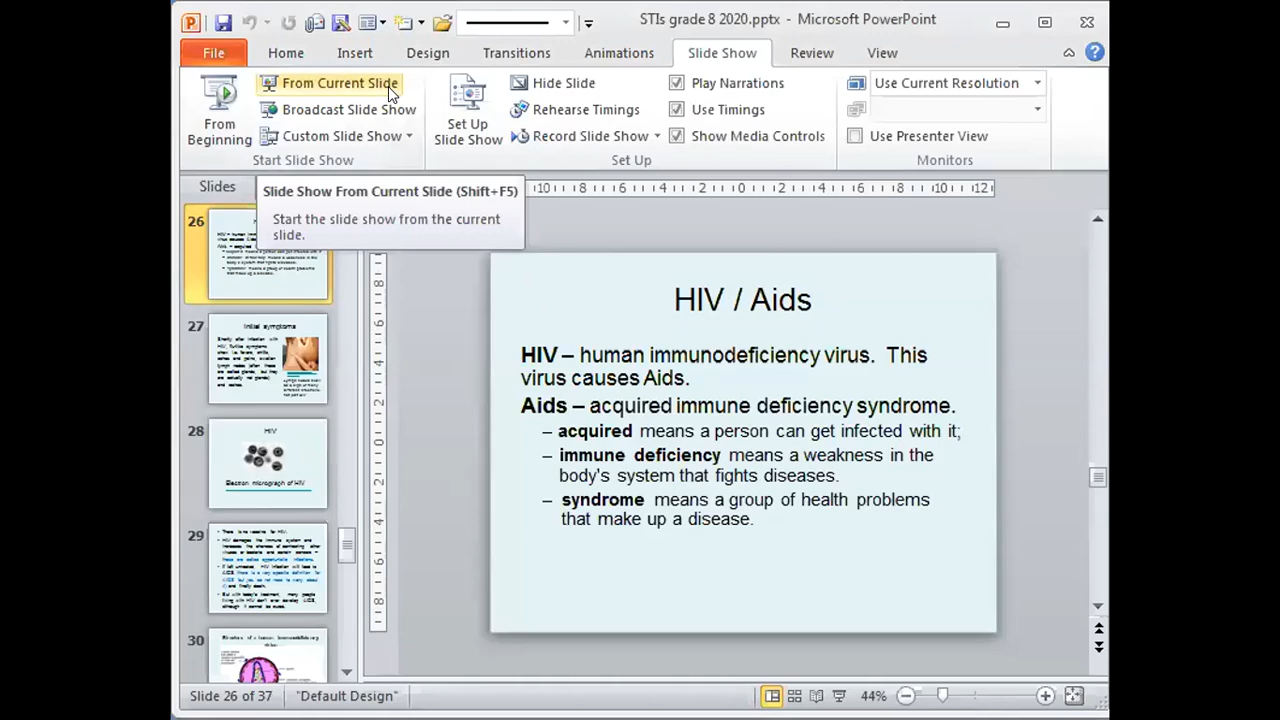 STIs grade 8 2020.pptx - Microsoft PowerPoint
File Home Insert Design Transitions Animations Slide Show Review View
From Beginning
From Current Slide
Broadcast Slide Show
Custom Slide Show
Start Slide Show
Set Up Slide Show
Hide Slide
Rehearse Timings
Record Slide Show
Play Narrations
Use Timings
Show Media Controls
Set Up
Use Current Resolution
Use Presenter View
Monitors
Slide Show From Current Slide (Shift+F5)
Start the slide show from the current
slide.
Slides
26
27
Initial symptoms
28
HIV
Electron micrograph of HIV
29
There is no vaccine for HIV.
30
HIV / Aids
HIV – human immunodeficiency virus. This
virus causes Aids.
Aids – acquired immune deficiency syndrome.
– acquired means a person can get infected with it;
– immune deficiency means a weakness in the
body's system that fights diseases.
– syndrome means a group of health problems
that make up a disease.
Slide 26 of 37 "Default Design" 44%